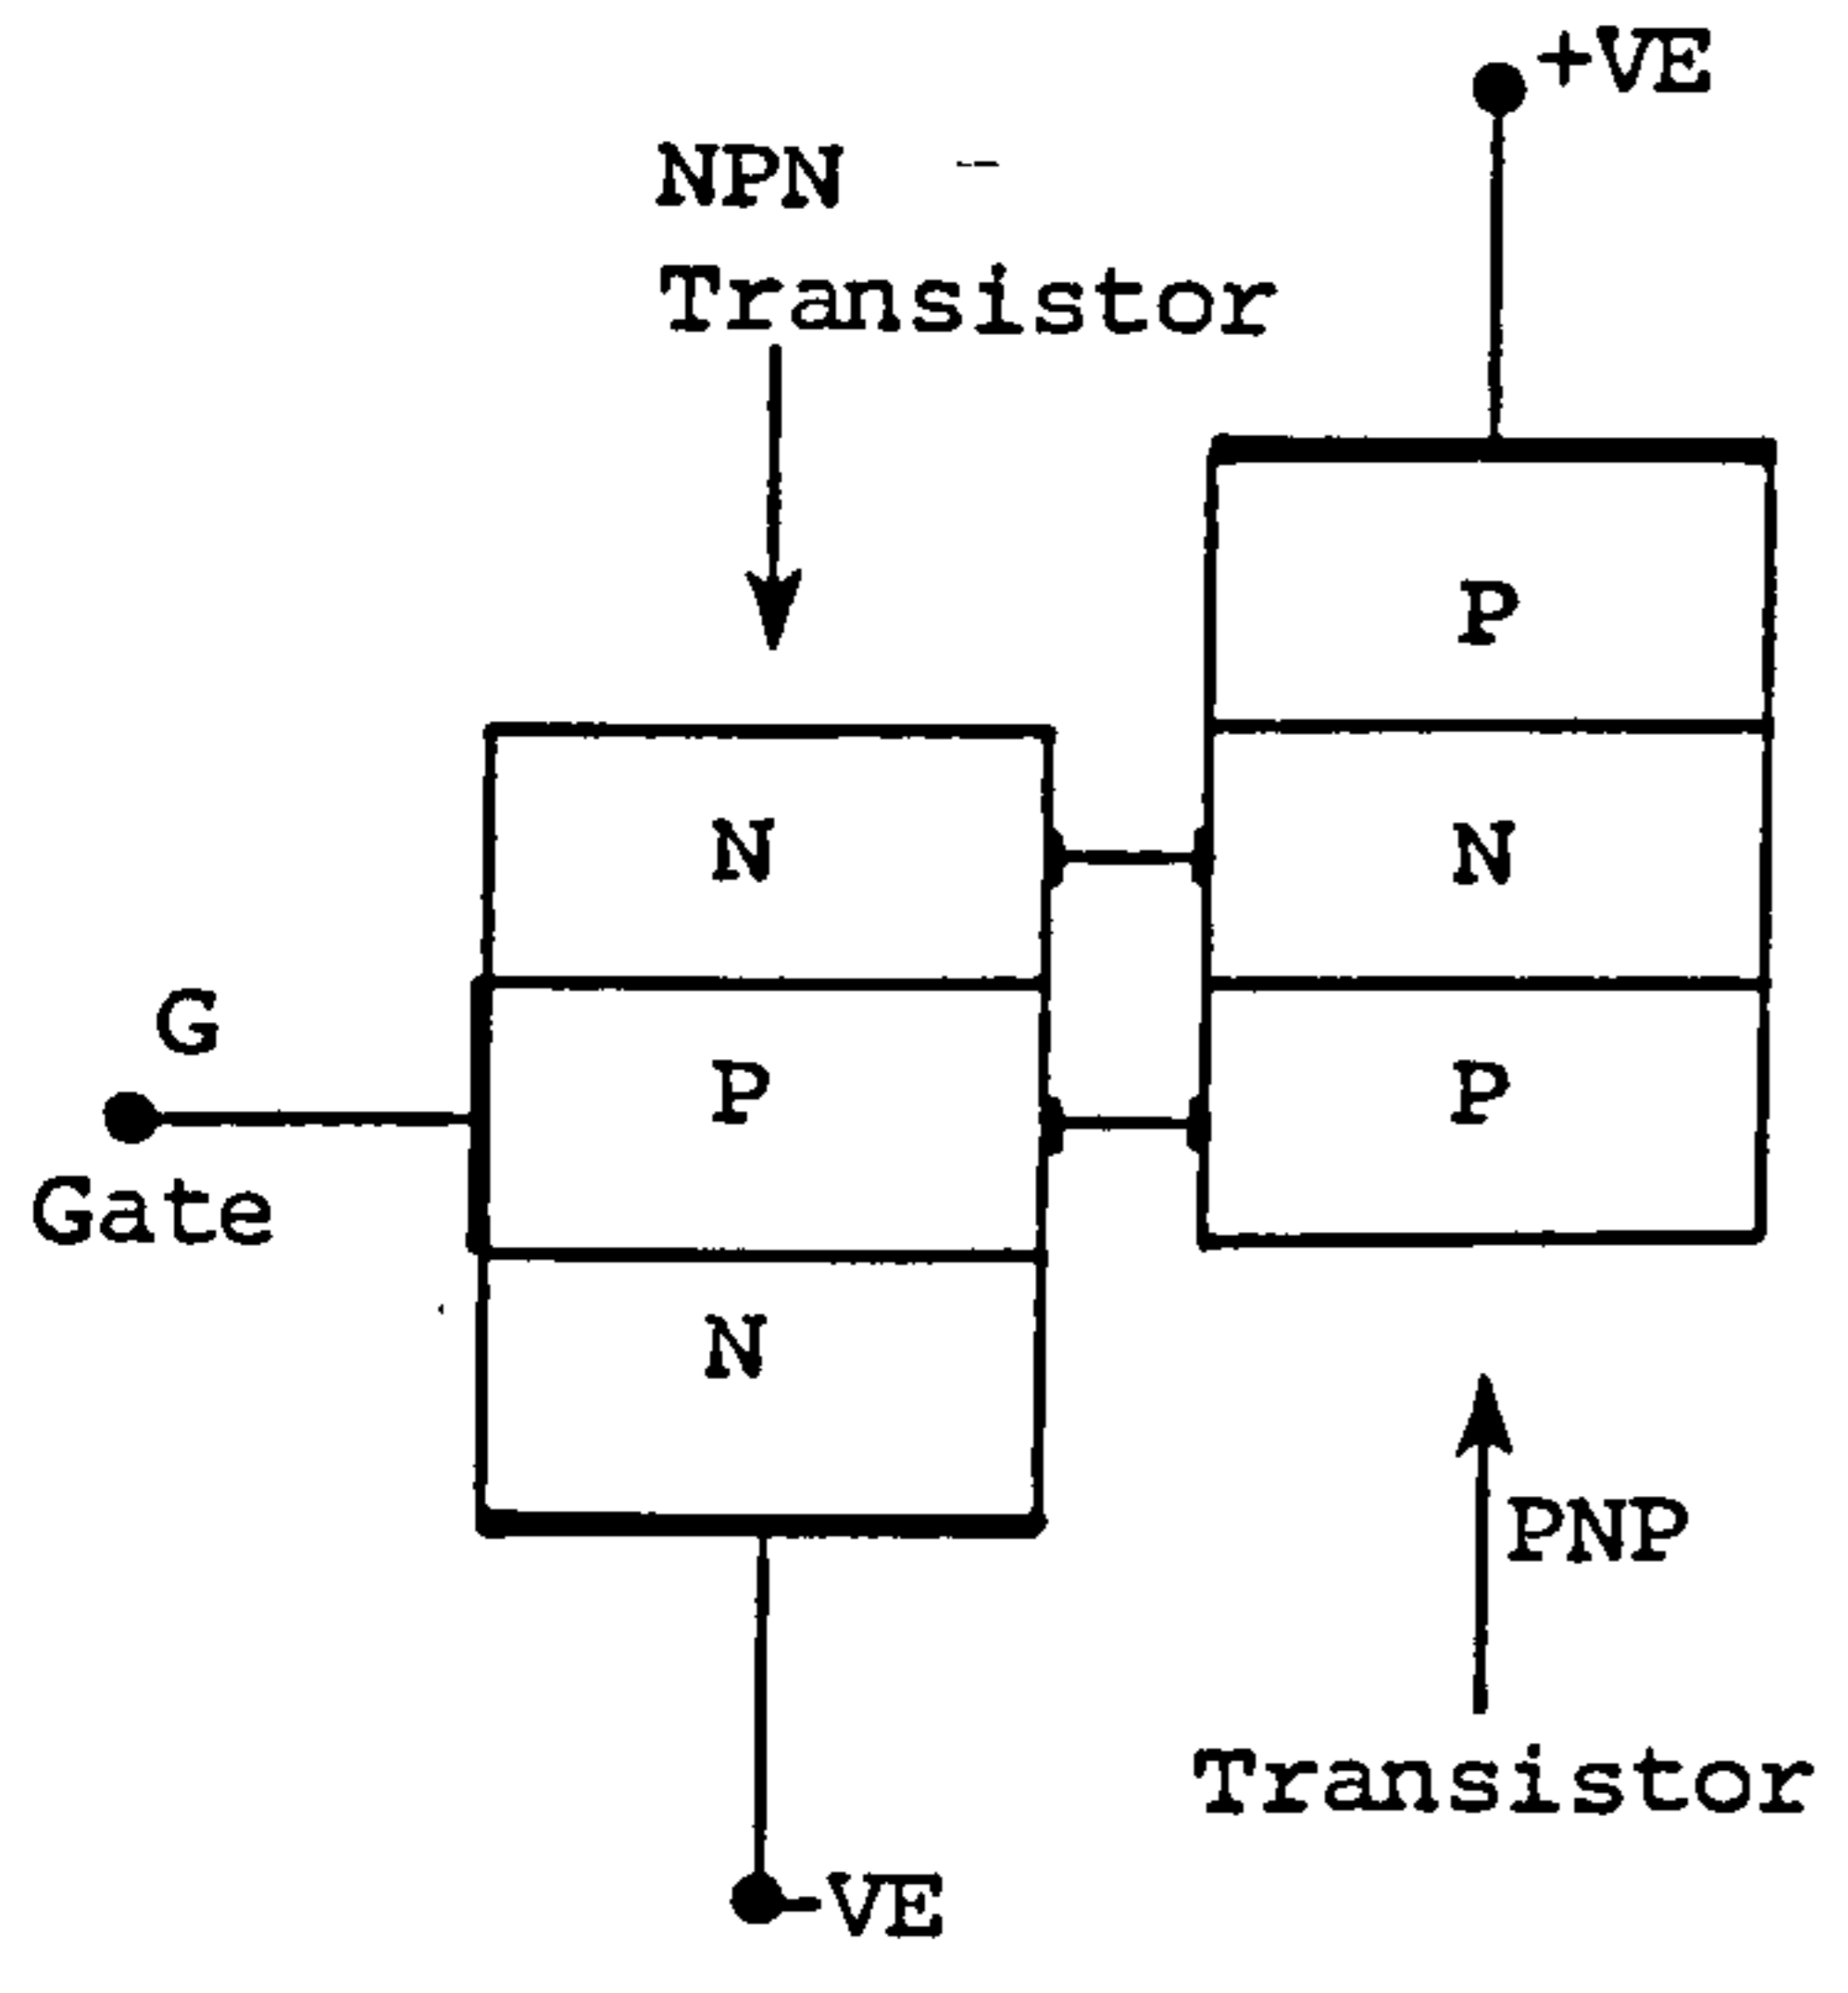 +VE
NPN
Transistor
P
N
N
G
P
P
Gate
N
PNP
Transistor
-VE